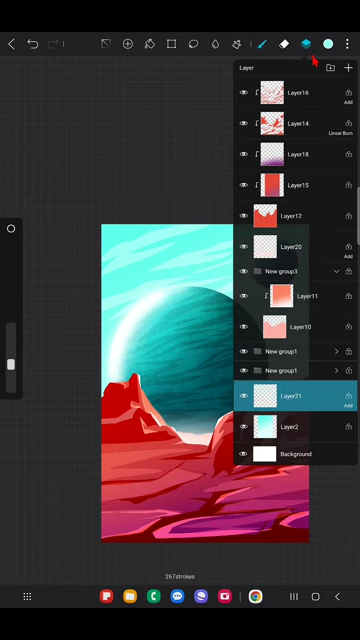 Layer
Layer16
Add
Layer14
Linear Burn
Layer18
Layer15
Layer12
Layer20
Add
New group3
Layer11
Layer10
New group1
New group1
Layer21
Add
Layer2
Background
267strokes